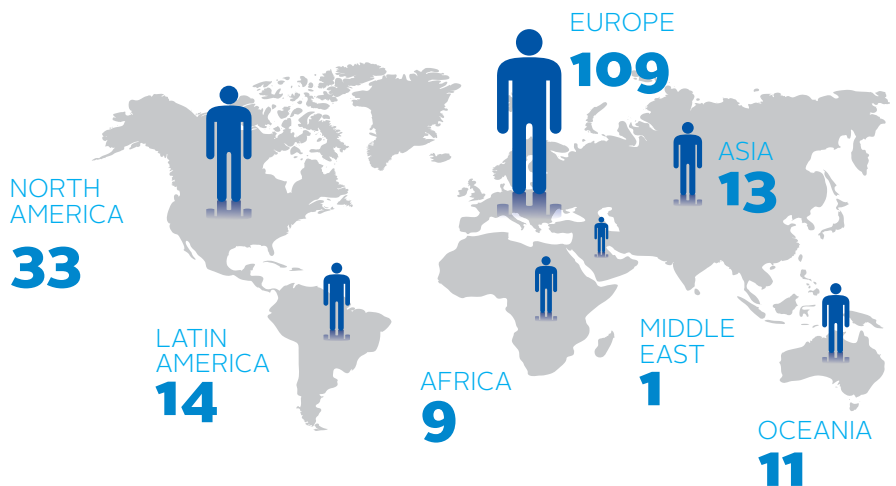 EUROPE
109
ASIA
13
NORTH
AMERICA
33
LATIN
AMERICA
14
AFRICA
9
MIDDLE
EAST
1
OCEANIA
11